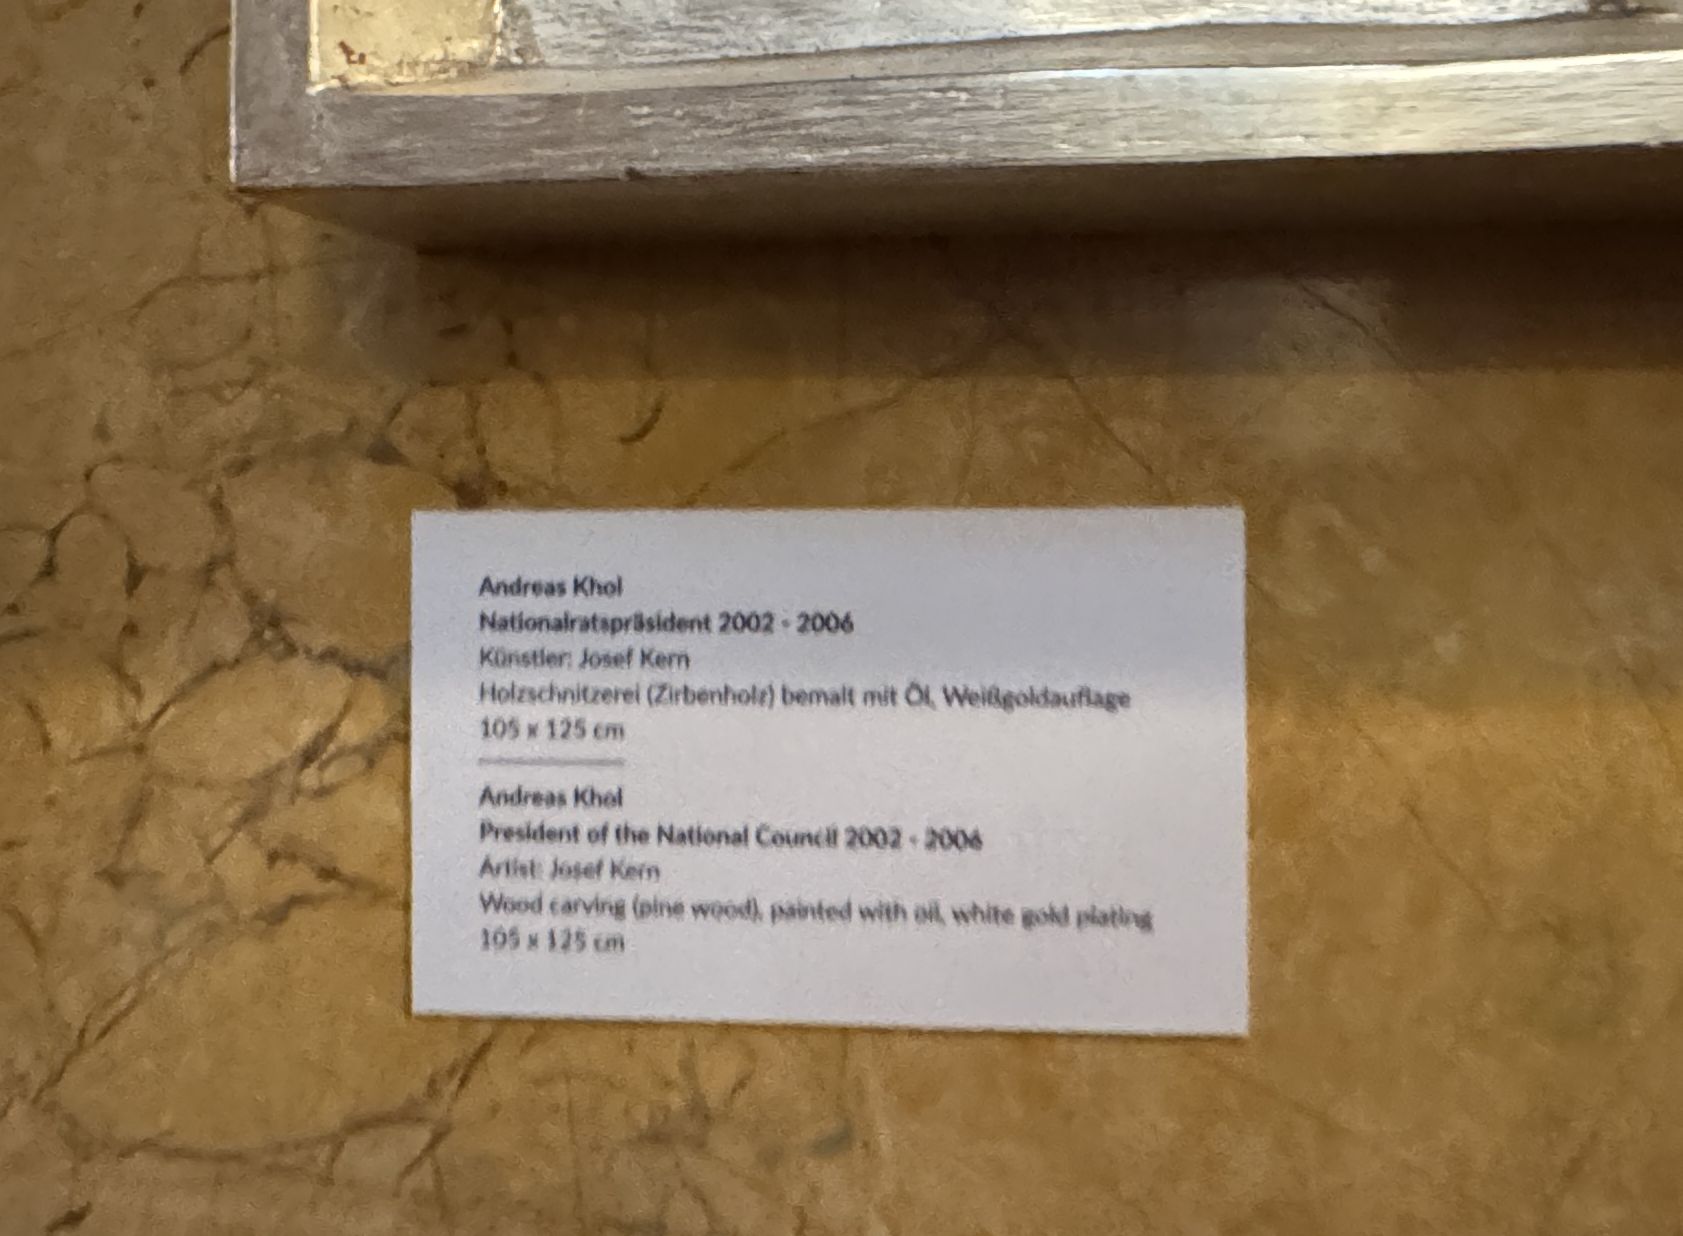 Andreas Khol
Nationalratspräsident 2002 - 2006
Künstler: Josef Kern
Holzschnitzerei (Zirbenholz) bemalt mit Öl, Weißgoldauflage
105 x 125 cm
Andreas Khol
President of the National Council 2002 - 2006
Artist: Josef Kern
Wood carving (pine wood), painted with oil, white gold plating
105 x 125 cm